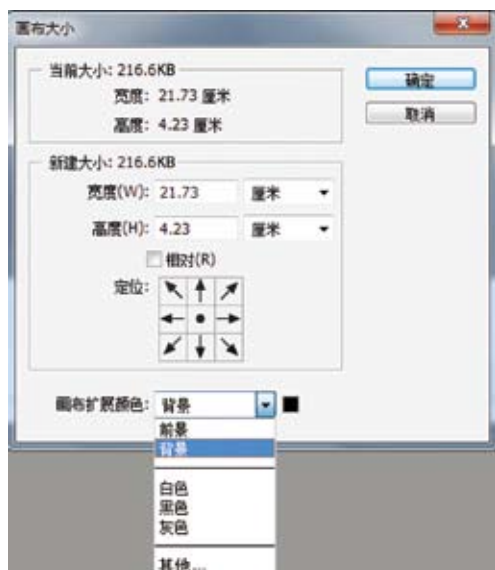 画布大小
当前大小: 216.6KB
宽度: 21.73 厘米
高度: 4.23 厘米
确定
取消
新建大小: 216.6KB
宽度(W): 21.73 厘米
高度(H): 4.23 厘米
相对(R)
定位:
画布扩展颜色: 背景
前景
背景
白色
黑色
灰色
其他...